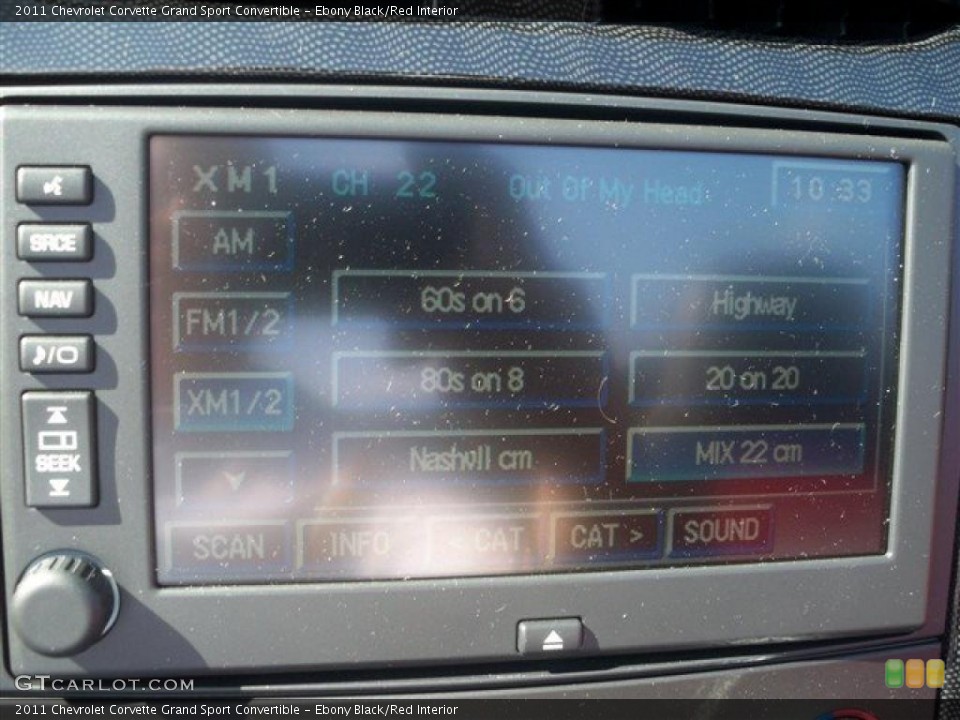 2011 Chevrolet Corvette Grand Sport Convertible - Ebony Black/Red Interior
XM1 CH 22 Out Of My Head 10:33
AM
60s on 6 Highway
SRCE
FM1/2
NAV
80s on 8 20 on 20
♪/O
XM1/2
Nashvll cm MIX 22 cm
SEEK
SCAN INFO < CAT CAT > SOUND
GTCARLOT.COM
2011 Chevrolet Corvette Grand Sport Convertible - Ebony Black/Red Interior